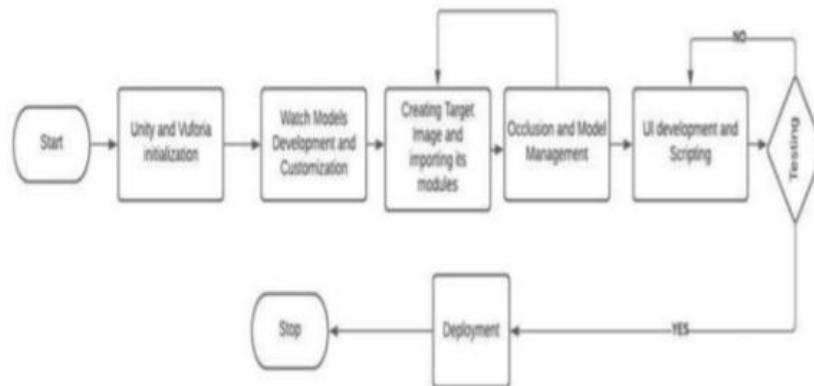 NO
Start
Unity and Vuforia
initialization
Watch Models
Development and
Customization
Creating Target
Image and
importing its
modules
Occlusion and Model
Management
UI development and
Scripting
Testing
Stop
Deployment
YES